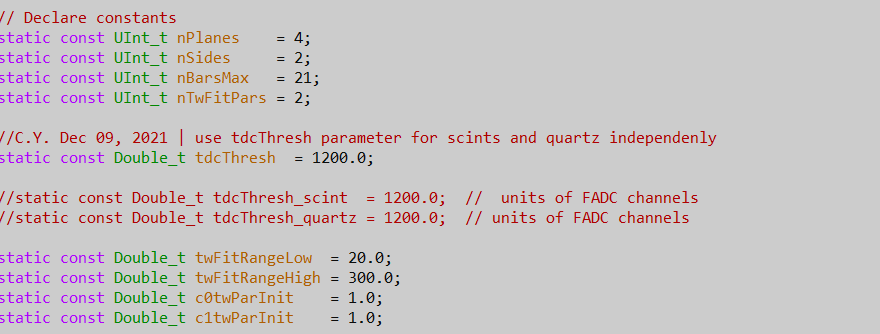 // Declare constants
static const UInt_t nPlanes    = 4;
static const UInt_t nSides     = 2;
static const UInt_t nBarsMax   = 21;
static const UInt_t nTwFitPars = 2;
//C.Y. Dec 09, 2021 | use tdcThresh parameter for scints and quartz independenly
static const Double_t tdcThresh  = 1200.0;
//static const Double_t tdcThresh_scint  = 1200.0;  //  units of FADC channels
//static const Double_t tdcThresh_quartz = 1200.0;  // units of FADC channels
static const Double_t twFitRangeLow  = 20.0;
static const Double_t twFitRangeHigh = 300.0;
static const Double_t c0twParInit    = 1.0;
static const Double_t c1twParInit    = 1.0;